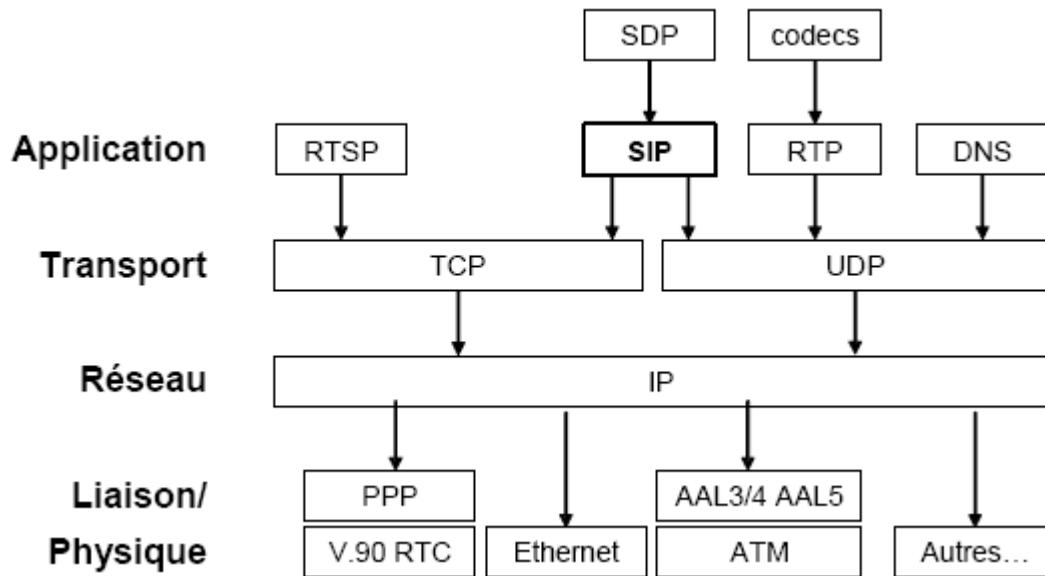 SDP codecs
Application RTSP SIP RTP DNS
Transport TCP UDP
Réseau IP
Liaison/ PPP AAL3/4 AAL5
Physique V.90 RTC Ethernet ATM Autres…